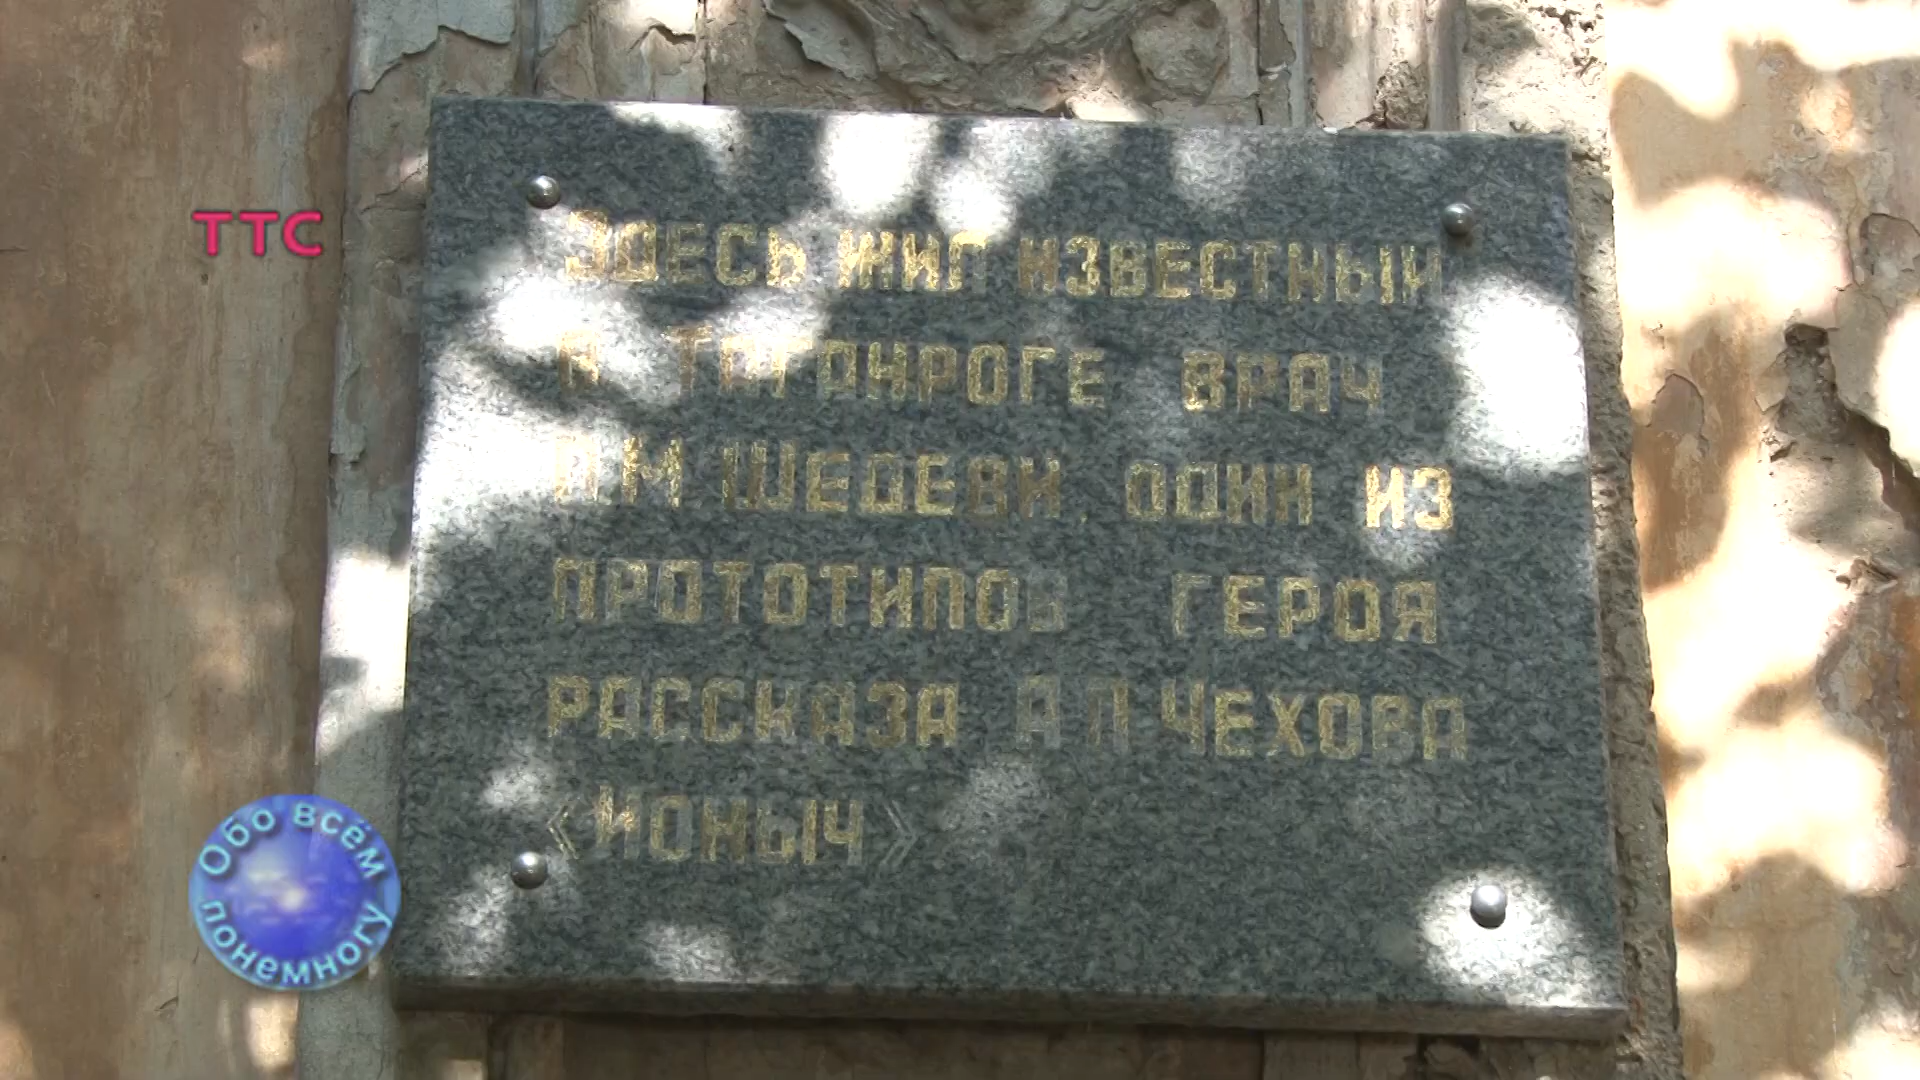 ТТС
Здесь жил известный
в Таганроге врач
П.М. Шедеви, один из
прототипов героя
рассказа А.П. Чехова
«Ионыч»
Обо всём
понемногу